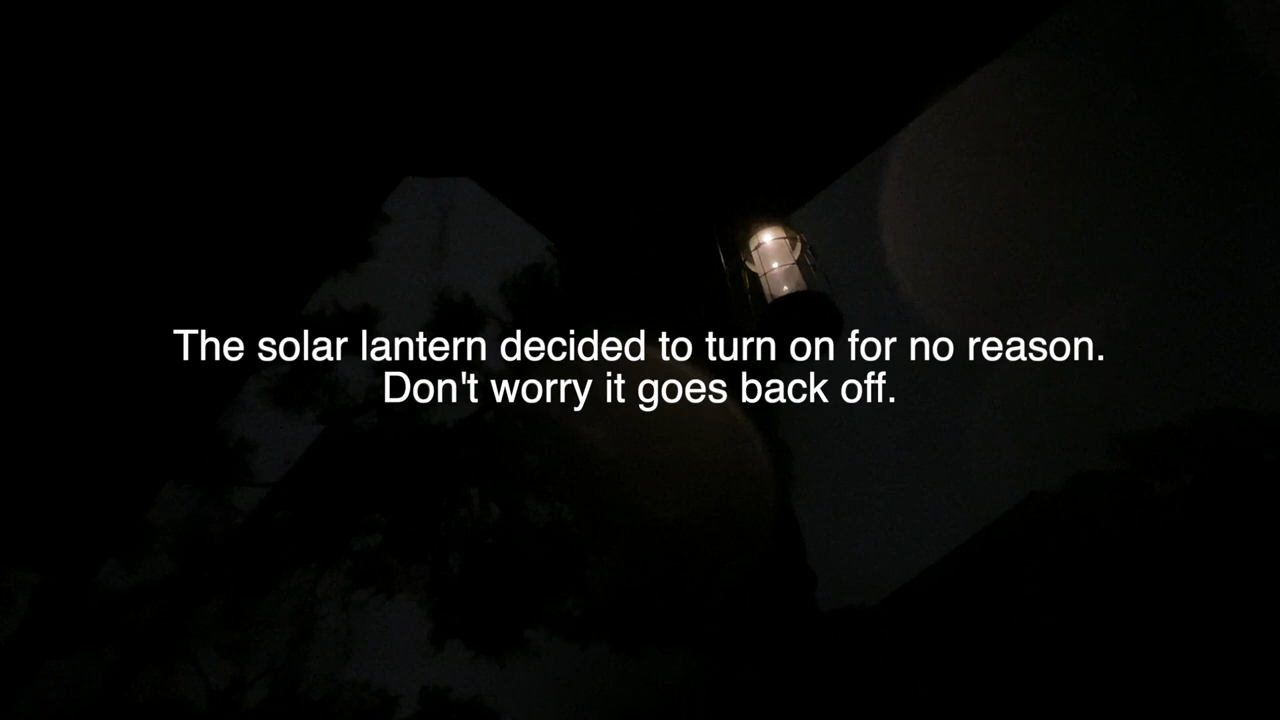 The solar lantern decided to turn on for no reason.
Don't worry it goes back off.